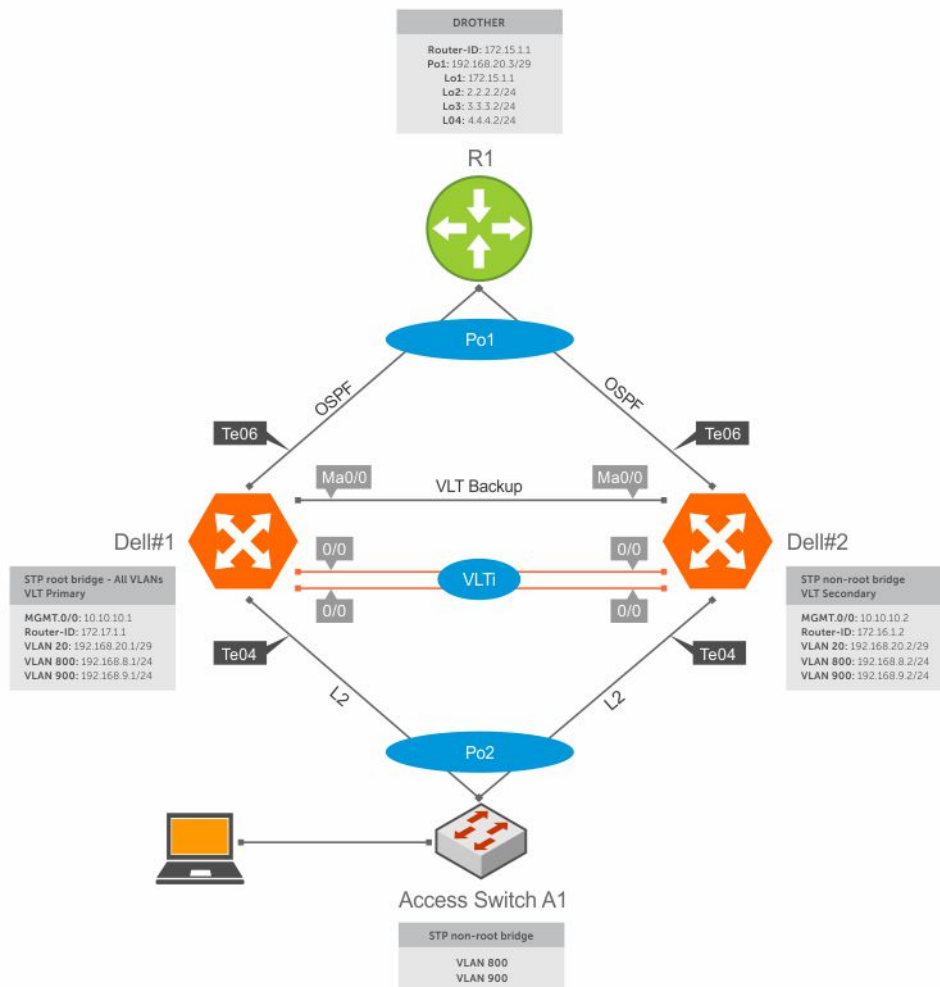 DROTHER
Router-ID: 172.15.1.1
Po1: 192.168.20.3/29
Lo1: 172.15.1.1
Lo2: 2.2.2.2/24
Lo3: 3.3.3.2/24
L04: 4.4.4.2/24
R1
Po1
OSPF
OSPF
Te06
Te06
Ma0/0
VLT Backup
Ma0/0
Dell#1
Dell#2
0/0
0/0
VLTi
0/0
0/0
STP root bridge - All VLANs
VLT Primary
MGMT.0/0: 10.10.10.1
Router-ID: 172.17.1.1
VLAN 20: 192.168.20.1/29
VLAN 800: 192.168.8.1/24
VLAN 900: 192.168.9.1/24
STP non-root bridge
VLT Secondary
MGMT.0/0: 10.10.10.2
Router-ID: 172.16.1.2
VLAN 20: 192.168.20.2/29
VLAN 800: 192.168.8.2/24
VLAN 900: 192.168.9.2/24
Te04
Te04
L2
L2
Po2
Access Switch A1
STP non-root bridge
VLAN 800
VLAN 900